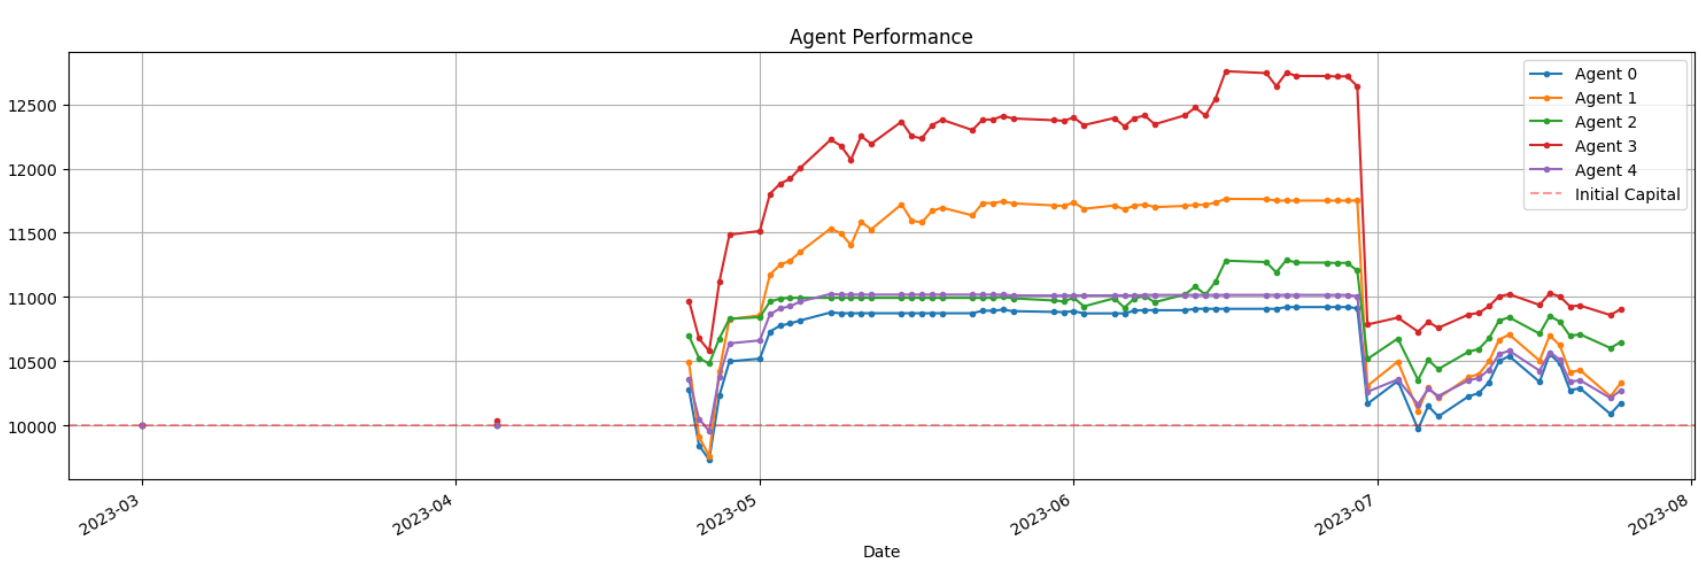 Agent Performance
12500
12000
11500
11000
10500
10000
Agent 0
Agent 1
Agent 2
Agent 3
Agent 4
Initial Capital
2023-03
2023-04
2023-05
2023-06
2023-07
2023-08
Date